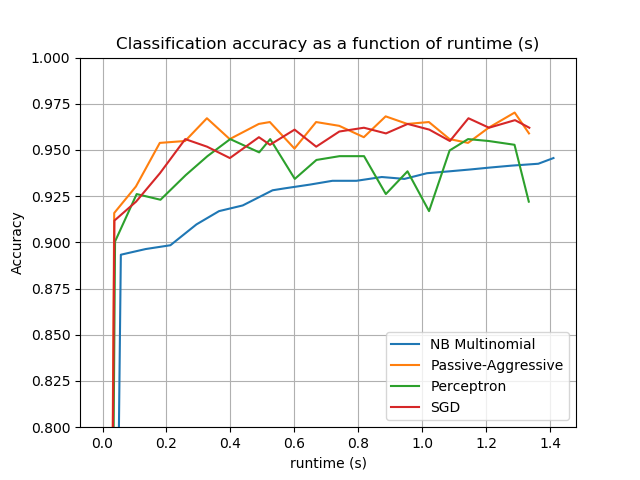 Classification accuracy as a function of runtime (s)
1.000
0.975
0.950
0.925
0.900
0.875
0.850
0.825
0.800
Accuracy
0.0 0.2 0.4 0.6 0.8 1.0 1.2 1.4
runtime (s)
NB Multinomial
Passive-Aggressive
Perceptron
SGD